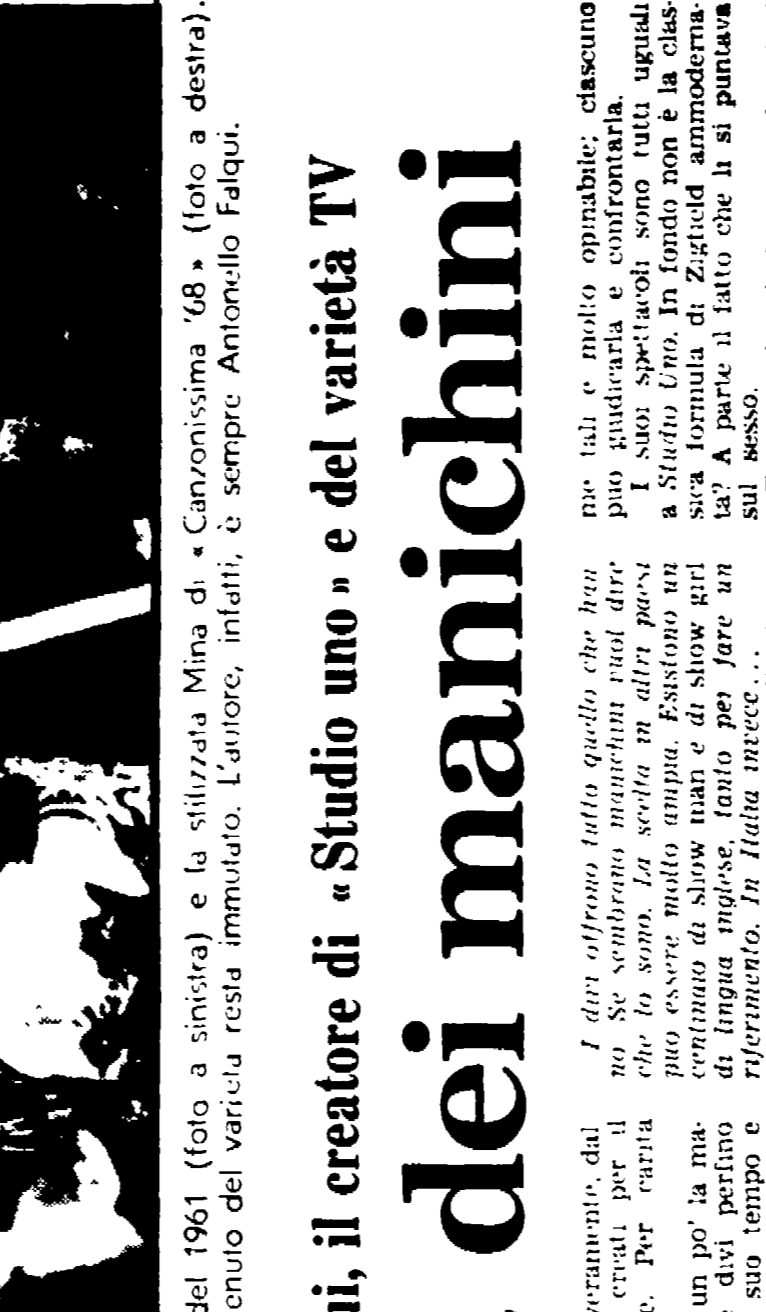 del 1961 (foto a sinistra) e la stilizzata Mina di « Canzonissima '68 » (foto a destra).
enuto del varietà resta immutato. L'autore, infatti, è sempre Antonello Falqui.
ui, il creatore di «Studio uno» e del varietà TV
dei manichini
veramente, dal
creati per il
e. Per carità
un po' la ma-
divi perfino
suo tempo e
I divi offrono tutto quello che han
no Se sembrano manichini vuol dire
che lo sono. La scelta in altri paesi
può essere molto ampia. Esistono un
centinaio di show man e di show girl
di lingua inglese, tanto per fare un
riferimento. In Italia invece...
me tali e molto opinabile; ciascuno
può giudicarla e confrontarla.
I suoi spettacoli sono tutti uguali
a Studio Uno. In fondo non è la clas-
sica formula di Zigfield ammoderna-
ta? A parte il fatto che lì si puntava
sul sesso.